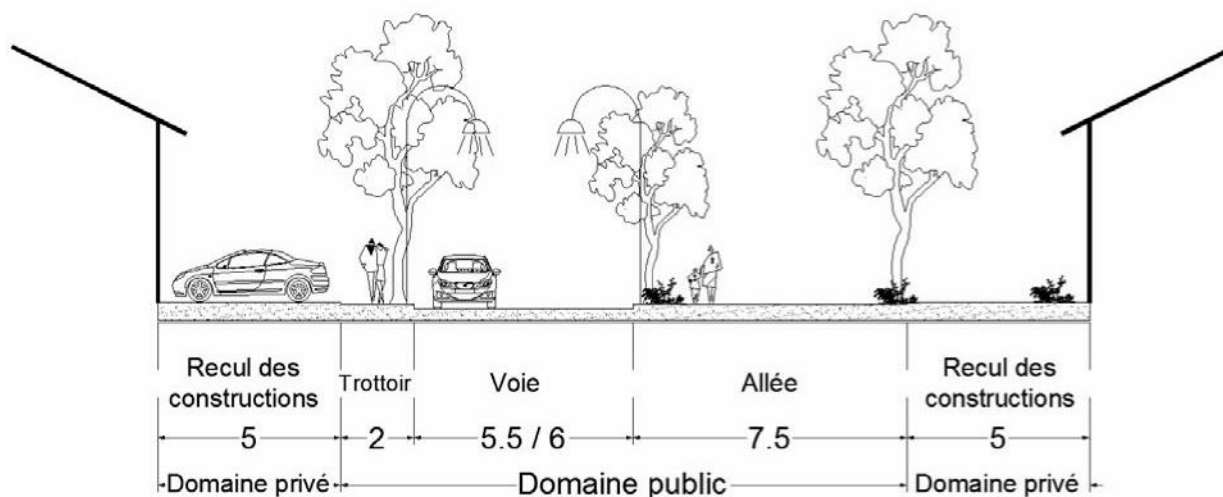 Recul des
constructions
Trottoir
Voie
Allée
Recul des
constructions
5
2
5.5 / 6
7.5
5
Domaine privé
Domaine public
Domaine privé